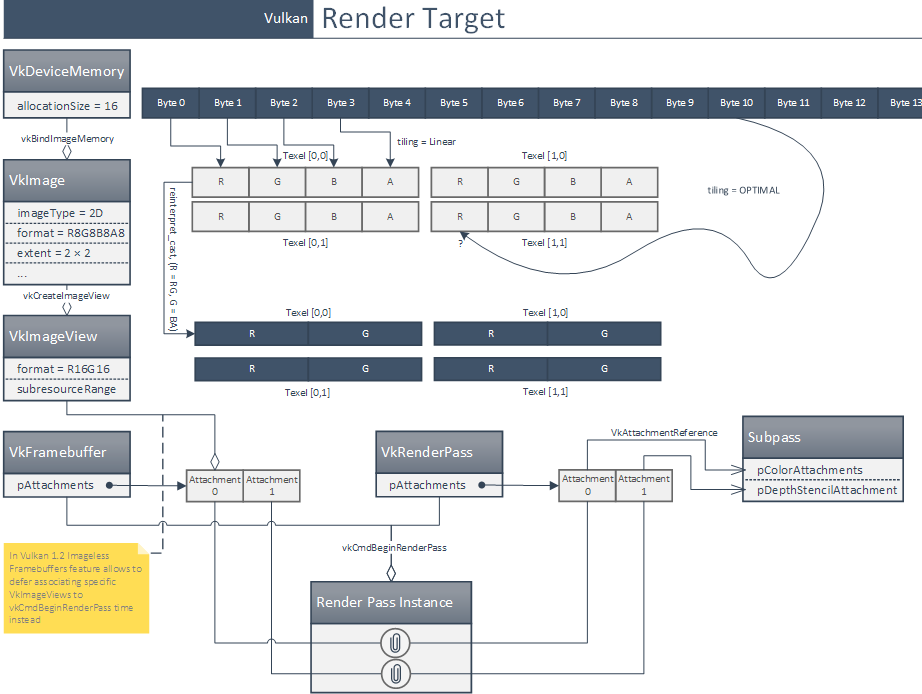 Vulkan
Render Target
VkDeviceMemory
allocationSize = 16
Byte 0
Byte 1
Byte 2
Byte 3
Byte 4
Byte 5
Byte 6
Byte 7
Byte 8
Byte 9
Byte 10
Byte 11
Byte 12
Byte 13
vkBindImageMemory
tiling = Linear
Texel [0,0]
Texel [1,0]
VkImage
R
G
B
A
R
G
B
A
tiling = OPTIMAL
imageType = 2D
format = R8G8B8A8
extent = 2 × 2
...
R
G
B
A
R
G
B
A
Texel [0,1]
?
Texel [1,1]
reinterpret_cast, (R = RG, G = BA)
vkCreateImageView
Texel [0,0]
Texel [1,0]
VkImageView
R
G
R
G
format = R16G16
subresourceRange
R
G
R
G
Texel [0,1]
Texel [1,1]
VkFramebuffer
pAttachments
Attachment
0
Attachment
1
VkRenderPass
pAttachments
Attachment
0
Attachment
1
VkAttachmentReference
Subpass
pColorAttachments
pDepthStencilAttachment
vkCmdBeginRenderPass
In Vulkan 1.2 Imageless
Framebuffers feature allows to
defer associating specific
VkImageViews to
vkCmdBeginRenderPass time
instead
Render Pass Instance